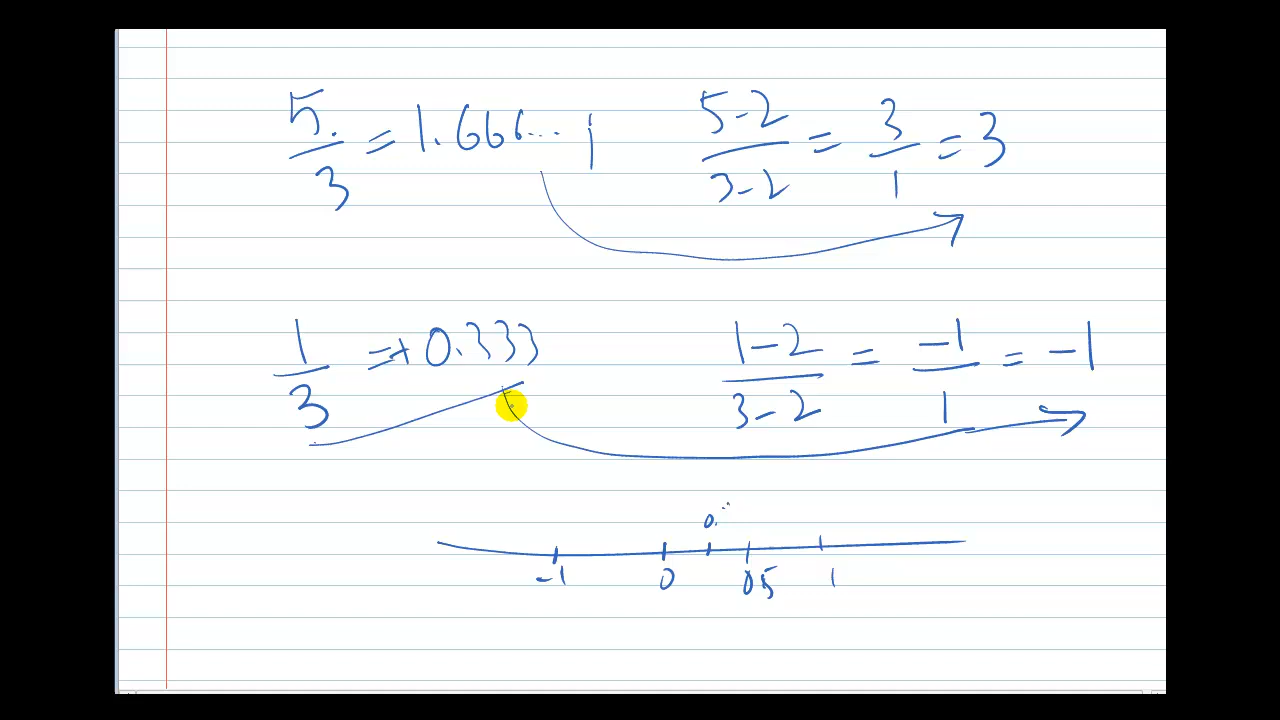 5/3 = 1.666... ; (5-2)/(3-2) = 3/1 = 3
1/3 = +0.333 (1-2)/(3-2) = -1/1 = -1
0...
-1 0 05 1